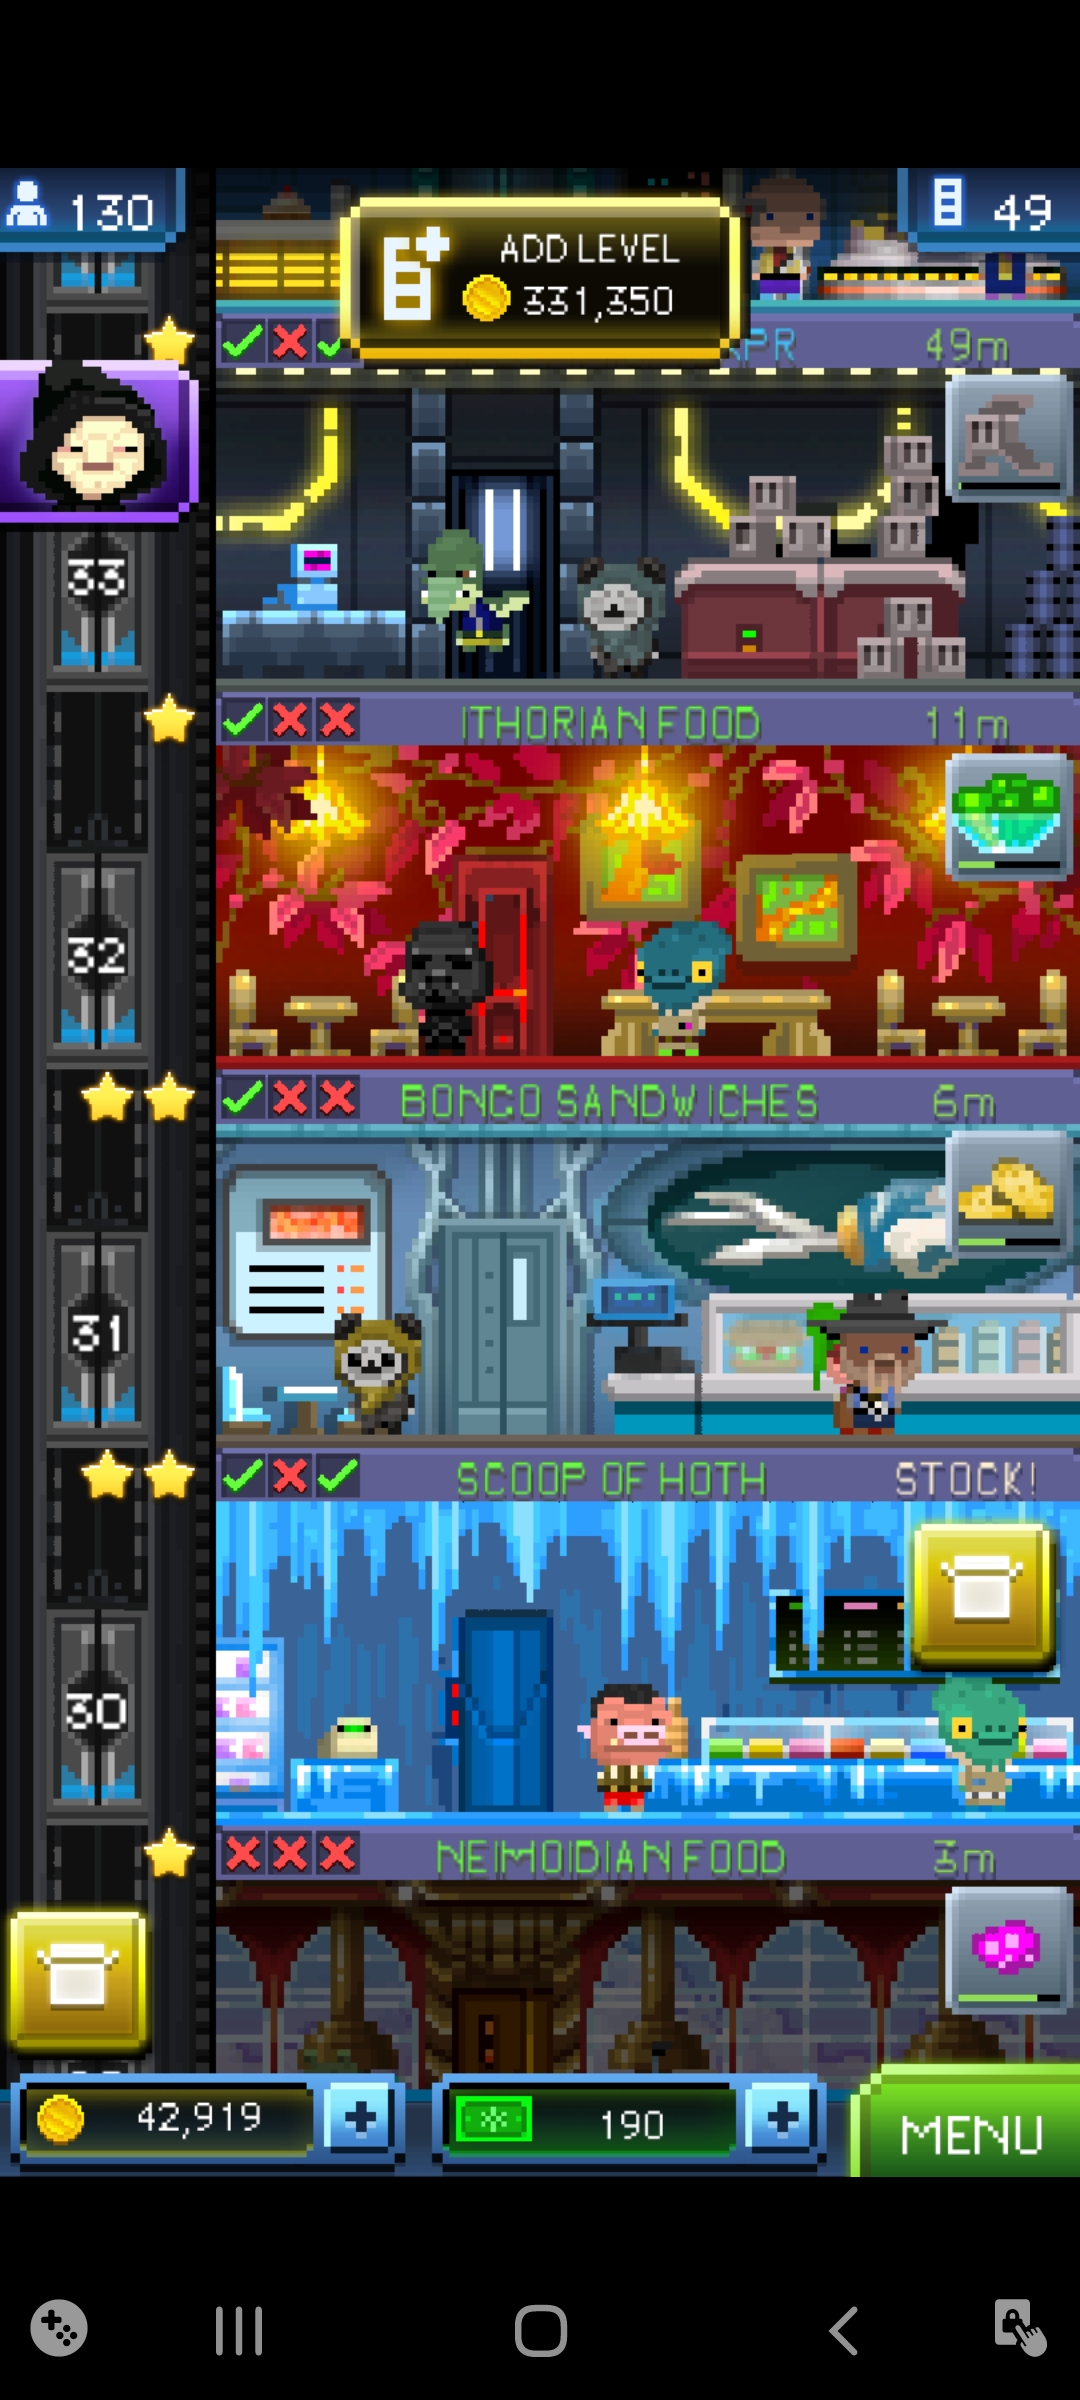 130
49
ADD LEVEL
331,350
49m
33
ITHORIAN FOOD 11m
32
BONGO SANDWICHES 6m
31
SCOOP OF HOTH STOCK!
30
NEIMOIDIAN FOOD 3m
42,919
190
MENU